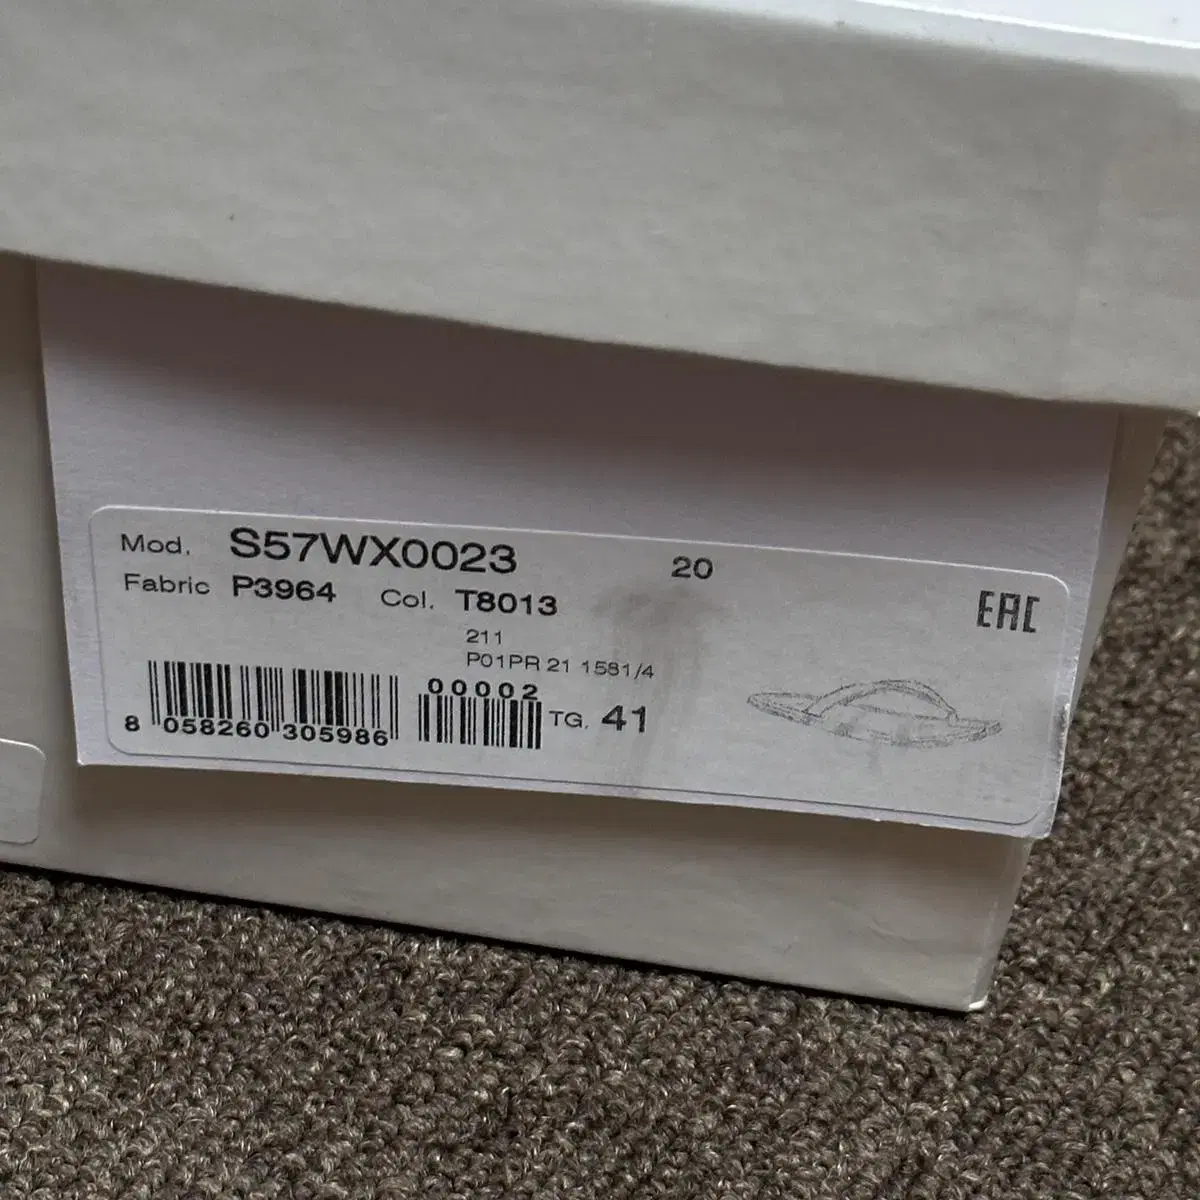 Mod. S57WX0023 20
Fabric P3964 Col. T8013
EAC
211
P01PR 21 1581/4
00002
8 058260 305986 TG. 41